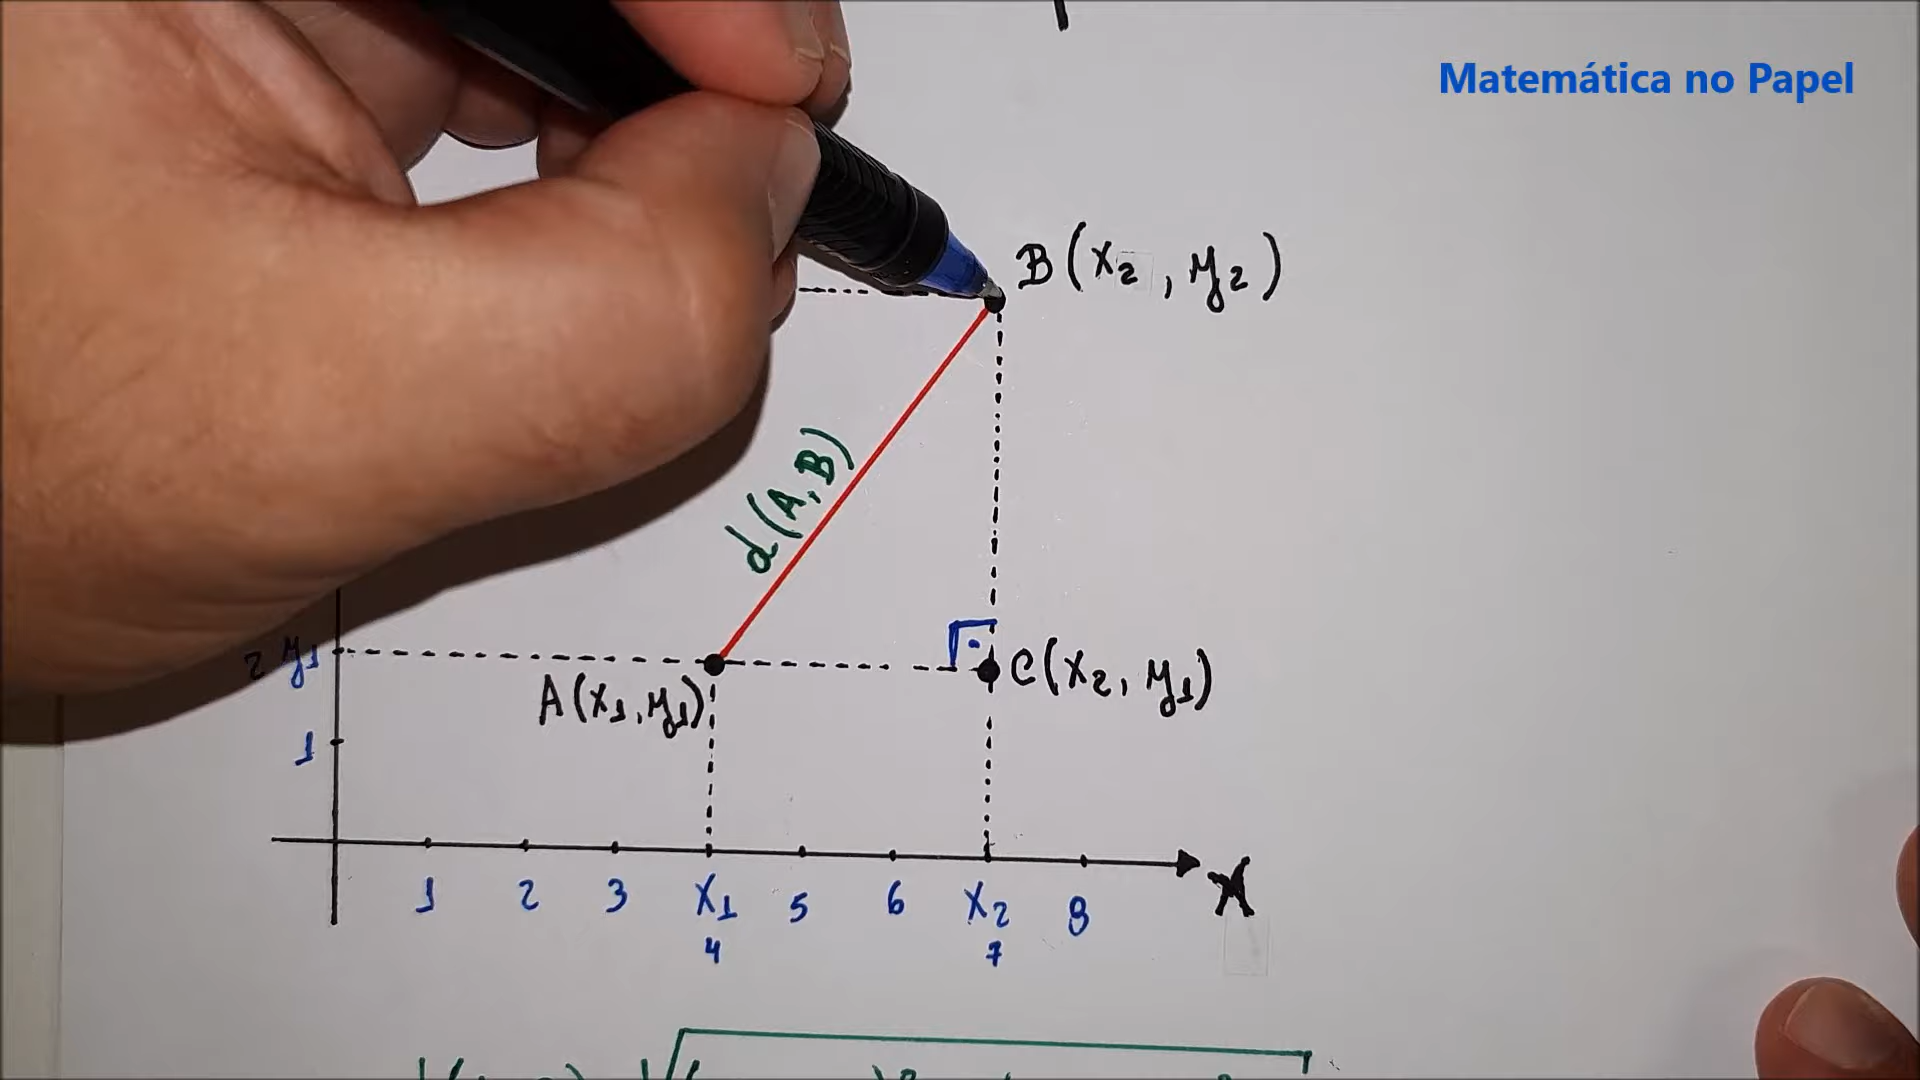 Matemática no Papel
B(x₂, y₂)
d(A,B)
2 y₁
C(x₂, y₁)
A(x₁, y₁)
1
1 2 3 x₁ 5 6 x₂ 8 X
4 7